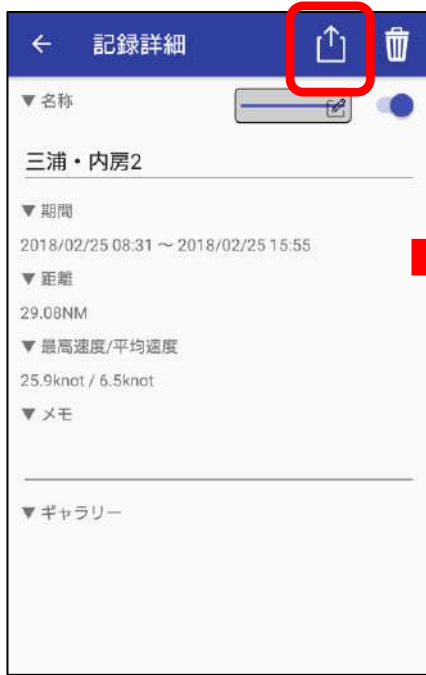 記録詳細
▼ 名称
三浦・内房2
▼ 期間
2018/02/25 08:31 ～ 2018/02/25 15:55
▼ 距離
29.08NM
▼ 最高速度/平均速度
25.9knot / 6.5knot
▼ メモ
▼ ギャラリー